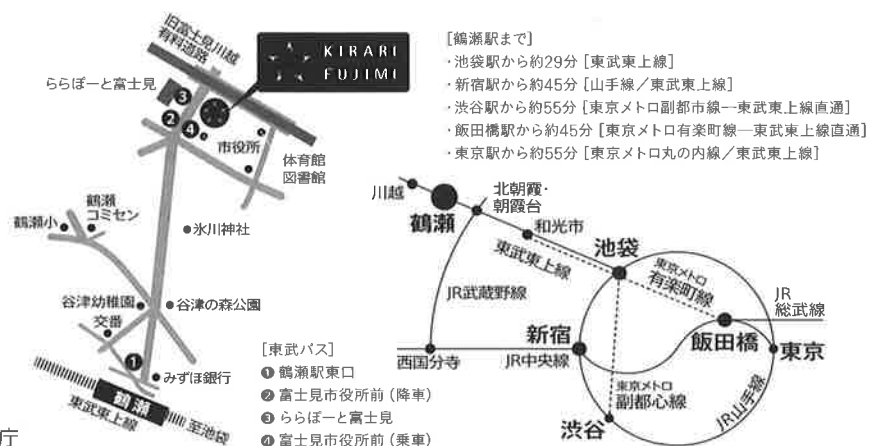 旧富士見川越
有料道路
KIRARI
FUJIMI
ららぽーと富士見
❸
❷
❹
市役所
体育館
図書館
鶴瀬
コミセン
鶴瀬小
氷川神社
谷津幼稚園
谷津の森公園
交番
❶
みずほ銀行
鶴瀬
東武東上線
至池袋
庁
[東武バス]
❶ 鶴瀬駅東口
❷ 富士見市役所前（降車）
❸ ららぽーと富士見
❹ 富士見市役所前（乗車）
[鶴瀬駅まで]
・池袋駅から約29分［東武東上線］
・新宿駅から約45分［山手線／東武東上線］
・渋谷駅から約55分［東京メトロ副都市線―東武東上線直通］
・飯田橋駅から約45分［東京メトロ有楽町線―東武東上線直通］
・東京駅から約55分［東京メトロ丸の内線／東武東上線］
川越
鶴瀬
北朝霞・
朝霞台
和光市
東武東上線
池袋
東京メトロ
有楽町線
JR武蔵野線
JR
総武線
新宿
飯田橋
東京
西国分寺
JR中央線
東京メトロ
副都心線
JR山手線
渋谷